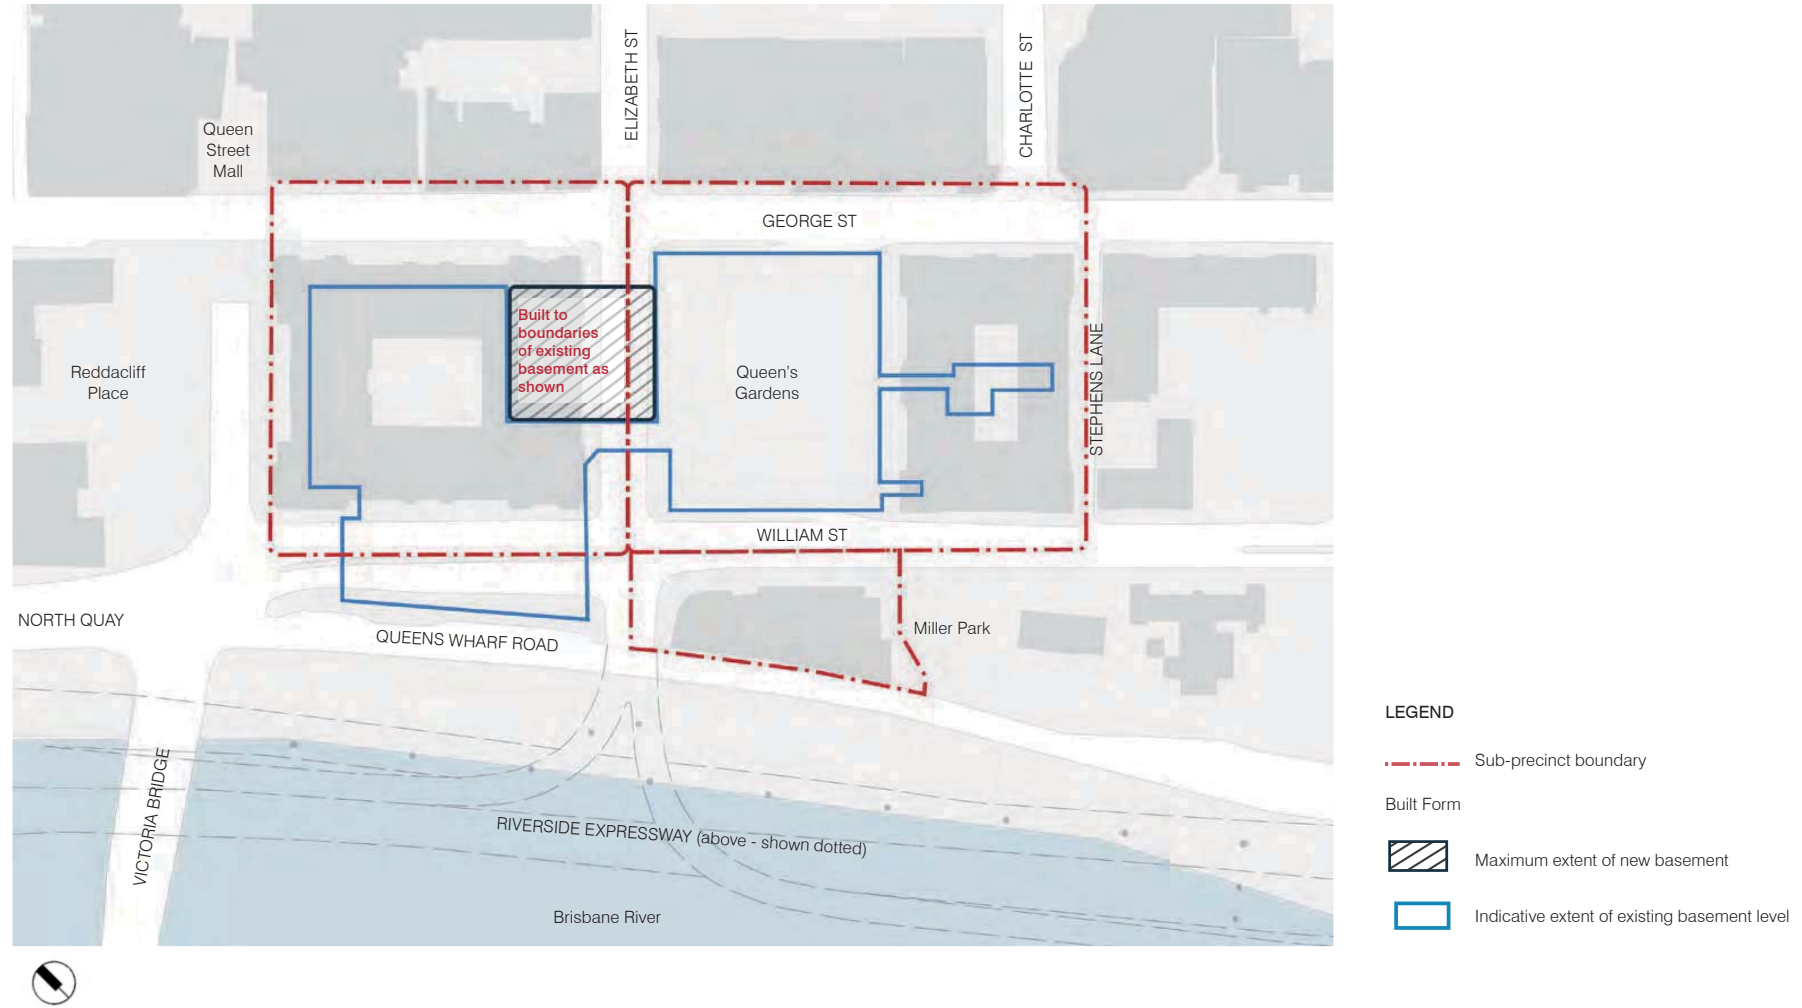 ELIZABETH ST
CHARLOTTE ST
Queen
Street
Mall
GEORGE ST
Built to
boundaries
of existing
basement as
shown
Reddacliff
Place
Queen's
Gardens
STEPHENS LANE
WILLIAM ST
NORTH QUAY
QUEENS WHARF ROAD
Miller Park
VICTORIA BRIDGE
RIVERSIDE EXPRESSWAY (above - shown dotted)
Brisbane River
LEGEND
Sub-precinct boundary
Built Form
Maximum extent of new basement
Indicative extent of existing basement level